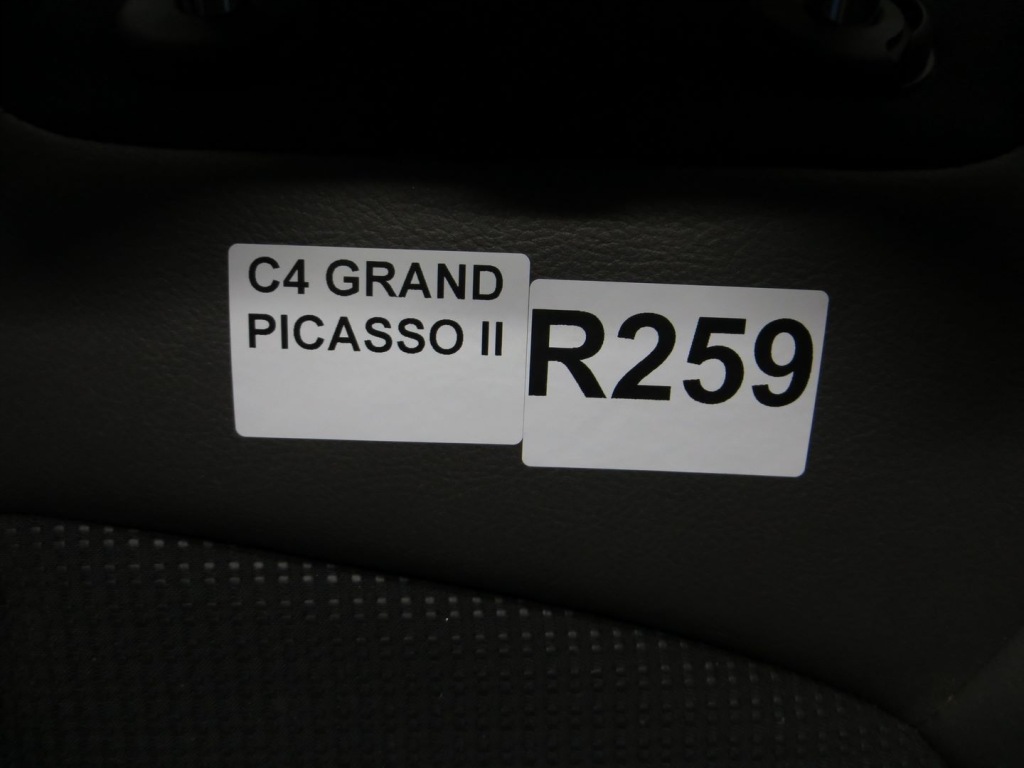 C4 GRAND
PICASSO II
R259